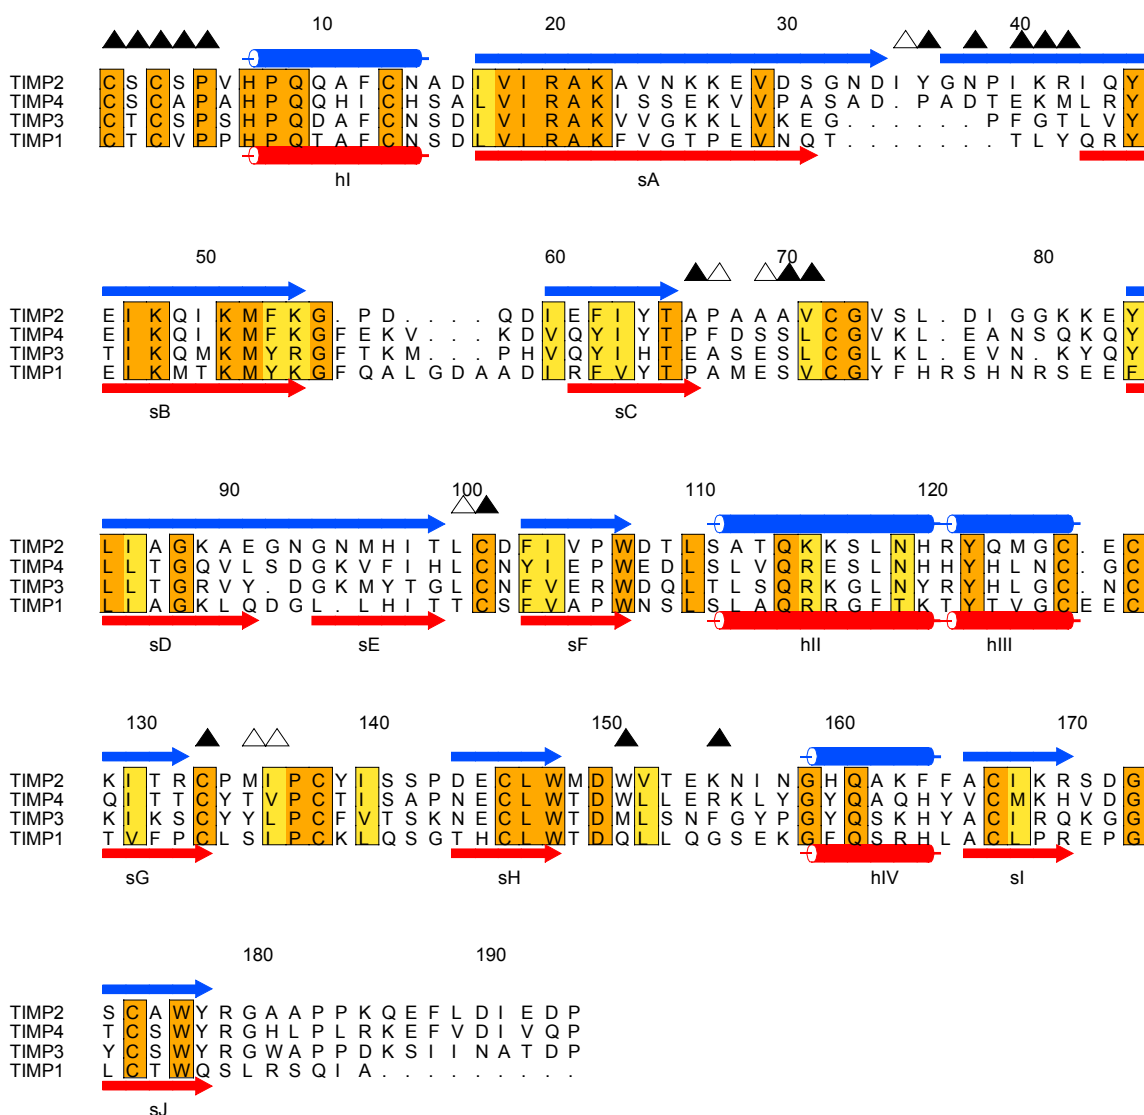 10 20 30 40
TIMP2 C S C S P V H P Q Q A F C N A D I V I R A K A V N K K E V D S G N D I Y G N P I K R I Q Y
TIMP4 C S C A P A H P Q Q H I C H S A L V I R A K I S S E K V V P A S A D . P A D T E K M L R Y
TIMP3 C T C S P S H P Q D A F C N S D I V I R A K V V G K K L V K E G . . . . . . P F G T L V Y
TIMP1 C T C V P P H P Q T A F C N S D L V I R A K F V G T P E V N Q T . . . . . . . T L Y Q R Y
hI sA
50 60 70 80
TIMP2 E I K Q I K M F K G . P D . . . . Q D I E F I Y T A P A A A V C G V S L . D I G G K K E Y
TIMP4 E I K Q I K M F K G F E K V . . . K D V Q Y I Y T P F D S S L C G V K L . E A N S Q K Q Y
TIMP3 T I K Q M K M Y R G F T K M . . . P H V Q Y I H T E A S E S L C G L K L . E V N . K Y Q Y
TIMP1 E I K M T K M Y K G F Q A L G D A A D I R F V Y T P A M E S V C G Y F H R S H N R S E E F
sB sC
90 100 110 120
TIMP2 L I A G K A E G N G N M H I T L C D F I V P W D T L S A T Q K K S L N H R Y Q M G C . E C
TIMP4 L L T G Q V L S D G K V F I H L C N Y I E P W E D L S L V Q R E S L N H H Y H L N C . G C
TIMP3 L L T G R V Y . D G K M Y T G L C N F V E R W D Q L T L S Q R K G L N Y R Y H L G C . N C
TIMP1 L I A G K L Q D G L . L H I T T C S F V A P W N S L S L A Q R R G F T K T Y T V G C E E C
sD sE sF hII hIII
130 140 150 160 170
TIMP2 K I T R C P M I P C Y I S S P D E C L W M D W V T E K N I N G H Q A K F F A C I K R S D G
TIMP4 Q I T T C Y T V P C T I S A P N E C L W T D W L L E R K L Y G Y Q A Q H Y V C M K H V D G
TIMP3 K I K S C Y Y L P C F V T S K N E C L W T D M L S N F G Y P G Y Q S K H Y A C I R Q K G G
TIMP1 T V F P C L S I P C K L Q S G T H C L W T D Q L L Q G S E K G F Q S R H L A C L P R E P G
sG sH hIV sI
180 190
TIMP2 S C A W Y R G A A P P K Q E F L D I E D P
TIMP4 T C S W Y R G H L P L R K E F V D I V Q P
TIMP3 Y C S W Y R G W A P P D K S I I N A T D P
TIMP1 L C T W Q S L R S Q I A . . . . . . . . .
sJ